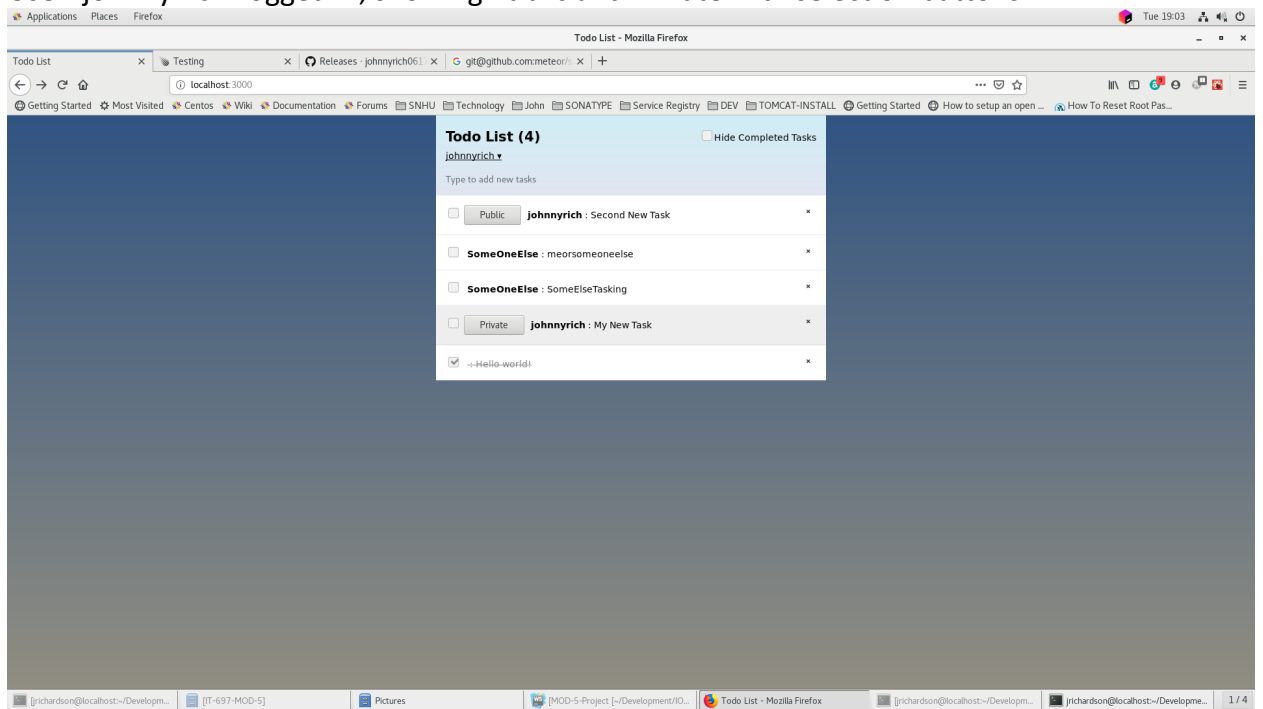 Applications Places Firefox Tue 19:03
Todo List - Mozilla Firefox
Todo List Testing Releases · johnnyrich061 git@github.com:meteor/s
localhost:3000
Getting Started Most Visited Centos Wiki Documentation Forums SNHU Technology John SONATYPE Service Registry DEV TOMCAT-INSTALL Getting Started How to setup an open ... How To Reset Root Pas...
Todo List (4) Hide Completed Tasks
johnnyrich ▾
Type to add new tasks
Public johnnyrich : Second New Task ×
SomeOneElse : meorsomeoneelse ×
SomeOneElse : SomeElseTasking ×
Private johnnyrich : My New Task ×
: Hello world! ×
[jrichardson@localhost:~/Developm... [IT-697-MOD-5] Pictures [MOD-5-Project [~/Development/IO... Todo List - Mozilla Firefox [jrichardson@localhost:~/Developm... jrichardson@localhost:~/Developme... 1 / 4